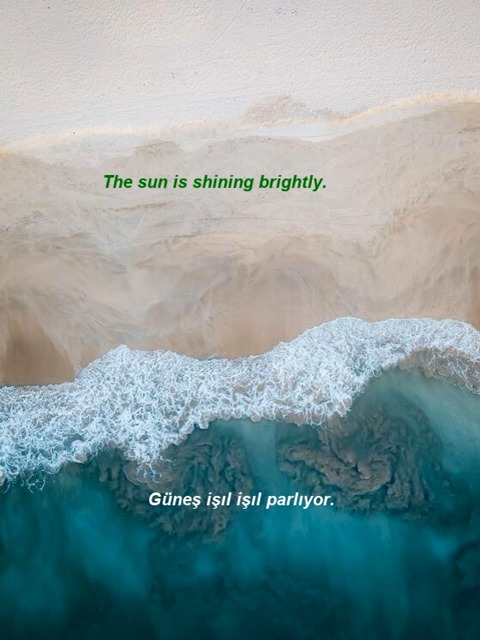 The sun is shining brightly.
Güneş ışıl ışıl parlıyor.